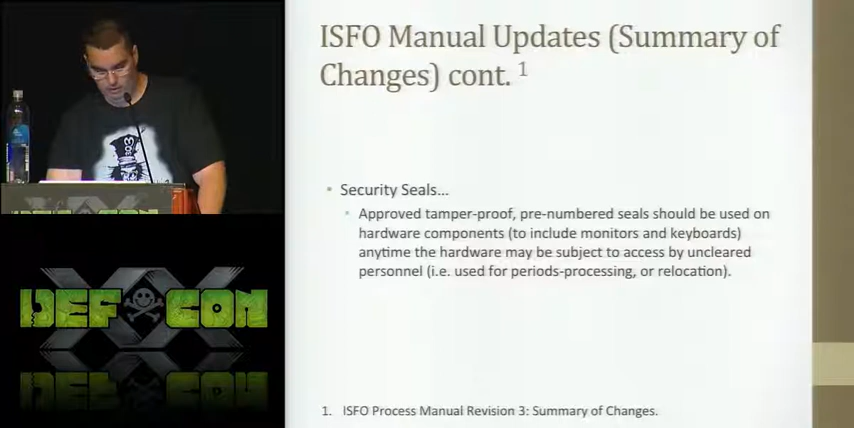 ISFO Manual Updates (Summary of
Changes) cont. 1
• Security Seals...
• Approved tamper-proof, pre-numbered seals should be used on
hardware components (to include monitors and keyboards)
anytime the hardware may be subject to access by uncleared
personnel (i.e. used for periods-processing, or relocation).
1. ISFO Process Manual Revision 3: Summary of Changes.
DEF CON
XX